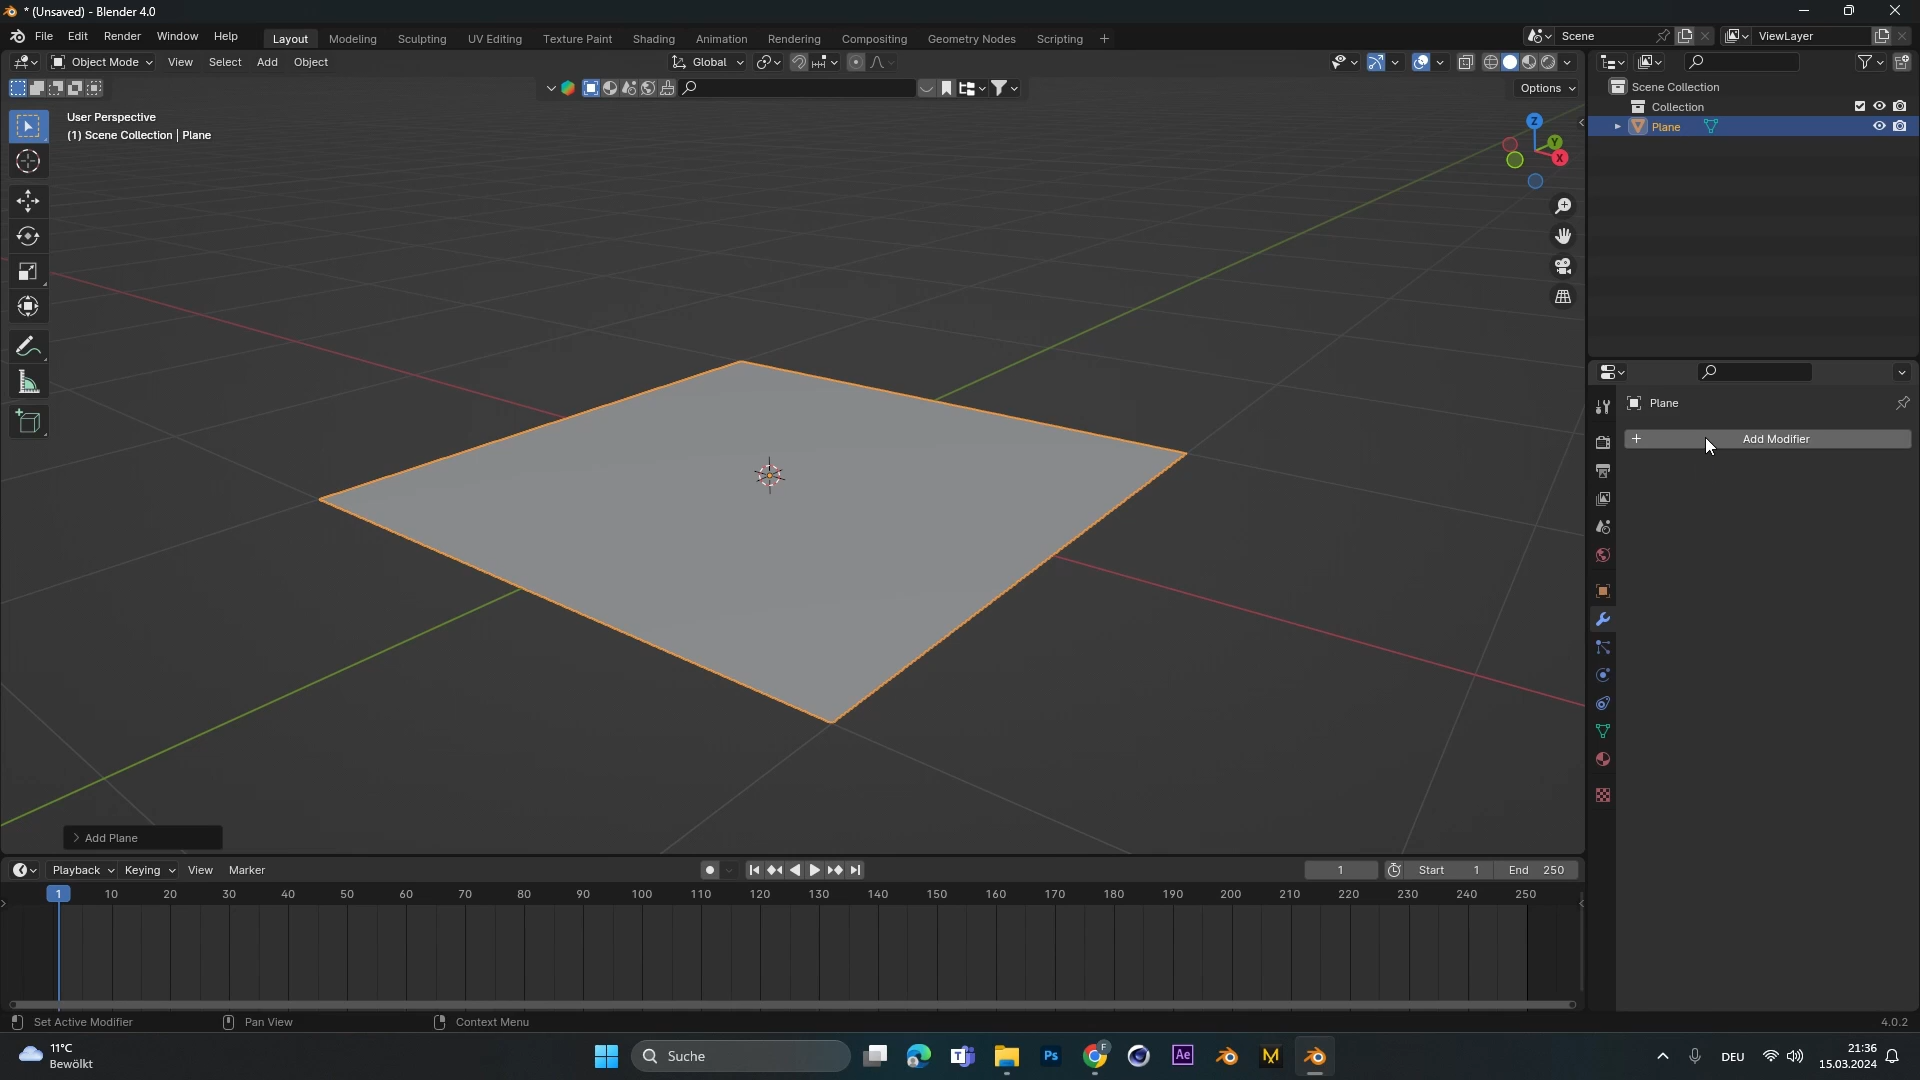 * (Unsaved) - Blender 4.0
File Edit Render Window Help Layout Modeling Sculpting UV Editing Texture Paint Shading Animation Rendering Compositing Geometry Nodes Scripting + Scene ViewLayer
Object Mode View Select Add Object Global
Options
User Perspective
(1) Scene Collection | Plane
Z
Y
X
Scene Collection
Collection
Plane
Plane
+ Add Modifier
> Add Plane
Playback Keying View Marker 1 Start 1 End 250
1 10 20 30 40 50 60 70 80 90 100 110 120 130 140 150 160 170 180 190 200 210 220 230 240 250
Set Active Modifier Pan View Context Menu 4.0.2
11°C
Bewölkt
Suche
Ps
F
Ae
M
DEU
21:36
15.03.2024